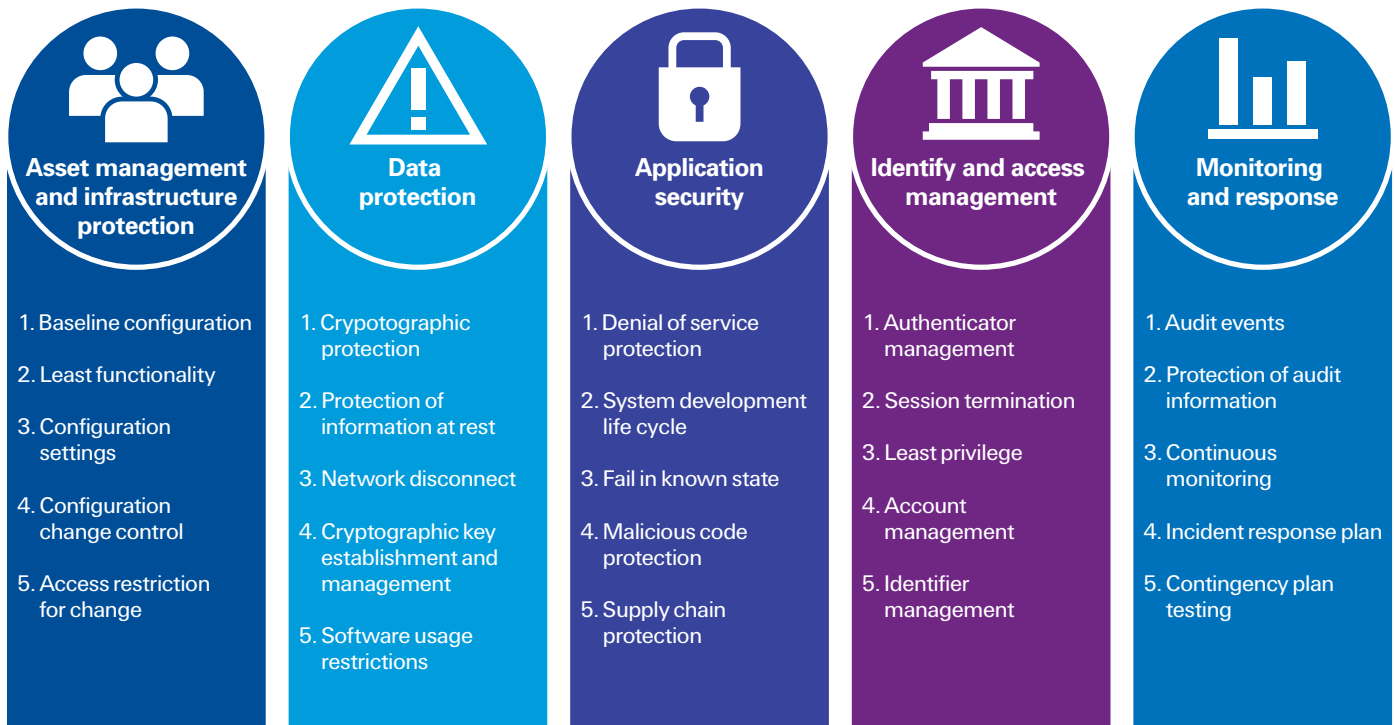 Asset management
and infrastructure
protection
1. Baseline configuration
2. Least functionality
3. Configuration
settings
4. Configuration
change control
5. Access restriction
for change
Data
protection
1. Crypotographic
protection
2. Protection of
information at rest
3. Network disconnect
4. Cryptographic key
establishment and
management
5. Software usage
restrictions
Application
security
1. Denial of service
protection
2. System development
life cycle
3. Fail in known state
4. Malicious code
protection
5. Supply chain
protection
Identify and access
management
1. Authenticator
management
2. Session termination
3. Least privilege
4. Account
management
5. Identifier
management
Monitoring
and response
1. Audit events
2. Protection of audit
information
3. Continuous
monitoring
4. Incident response plan
5. Contingency plan
testing